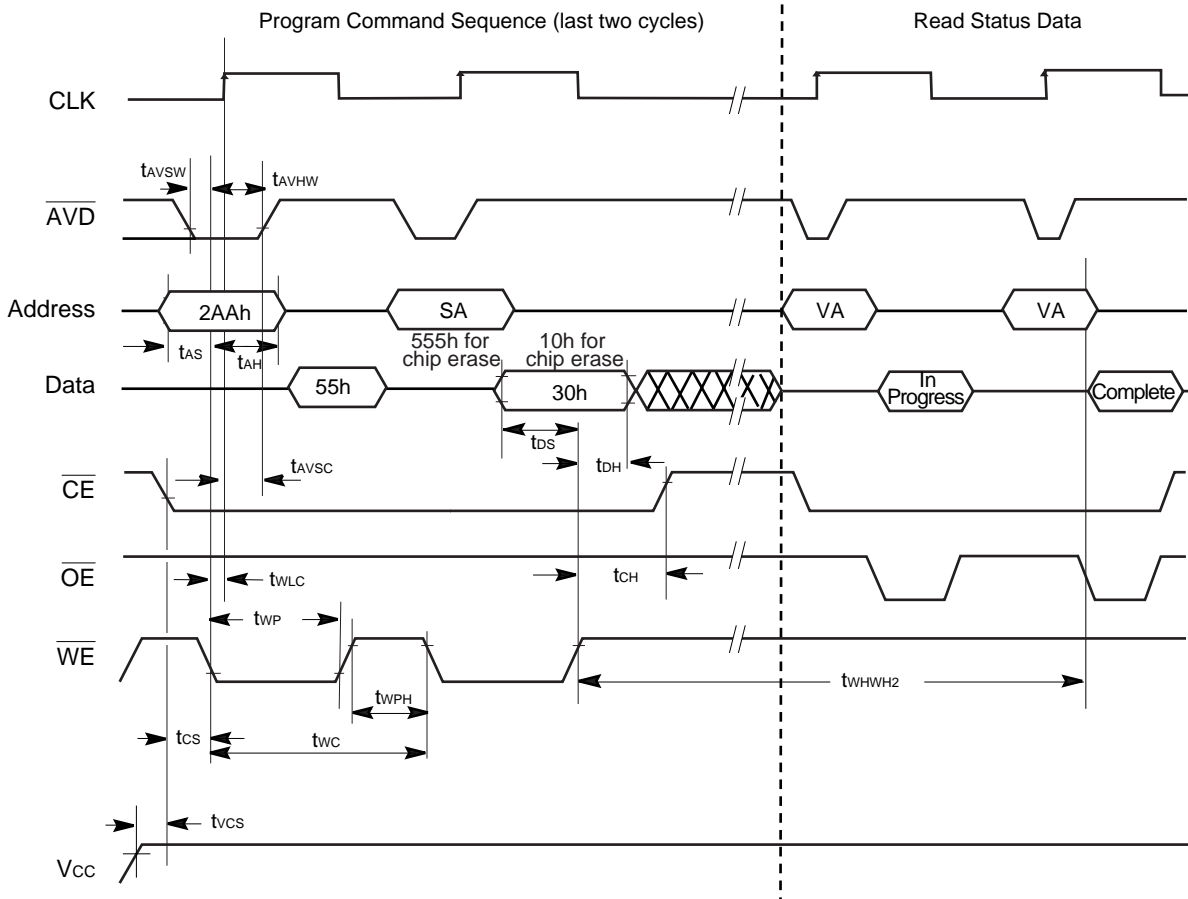 Program Command Sequence (last two cycles)
Read Status Data
CLK
tAVSW
tAVHW
AVD
Address
2AAh
SA
VA
VA
tAS
tAH
555h for
chip erase
10h for
chip erase
Data
55h
30h
In
Progress
Complete
tDS
tDH
tAVSC
CE
OE
tWLC
tCH
tWP
WE
tWPH
tWHWH2
tCS
tWC
tVCS
VCC